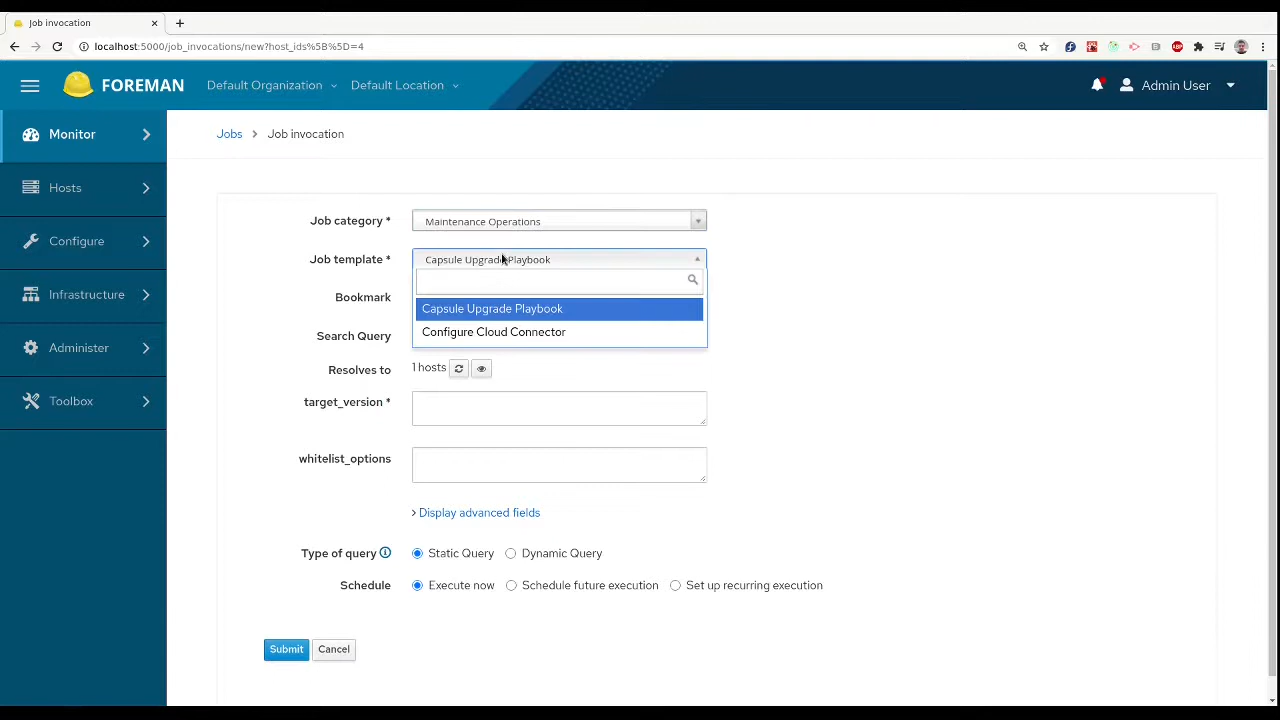 Job invocation
localhost:5000/job_invocations/new?host_ids%5B%5D=4
ABP
FOREMAN
Default Organization
Default Location
Admin User
Monitor
Hosts
Configure
Infrastructure
Administer
Toolbox
Jobs > Job invocation
Job category * Maintenance Operations
Job template * Capsule Upgrade Playbook
Bookmark
Capsule Upgrade Playbook
Configure Cloud Connector
Search Query
Resolves to 1 hosts
target_version *
whitelist_options
Display advanced fields
Type of query Static Query Dynamic Query
Schedule Execute now Schedule future execution Set up recurring execution
Submit Cancel